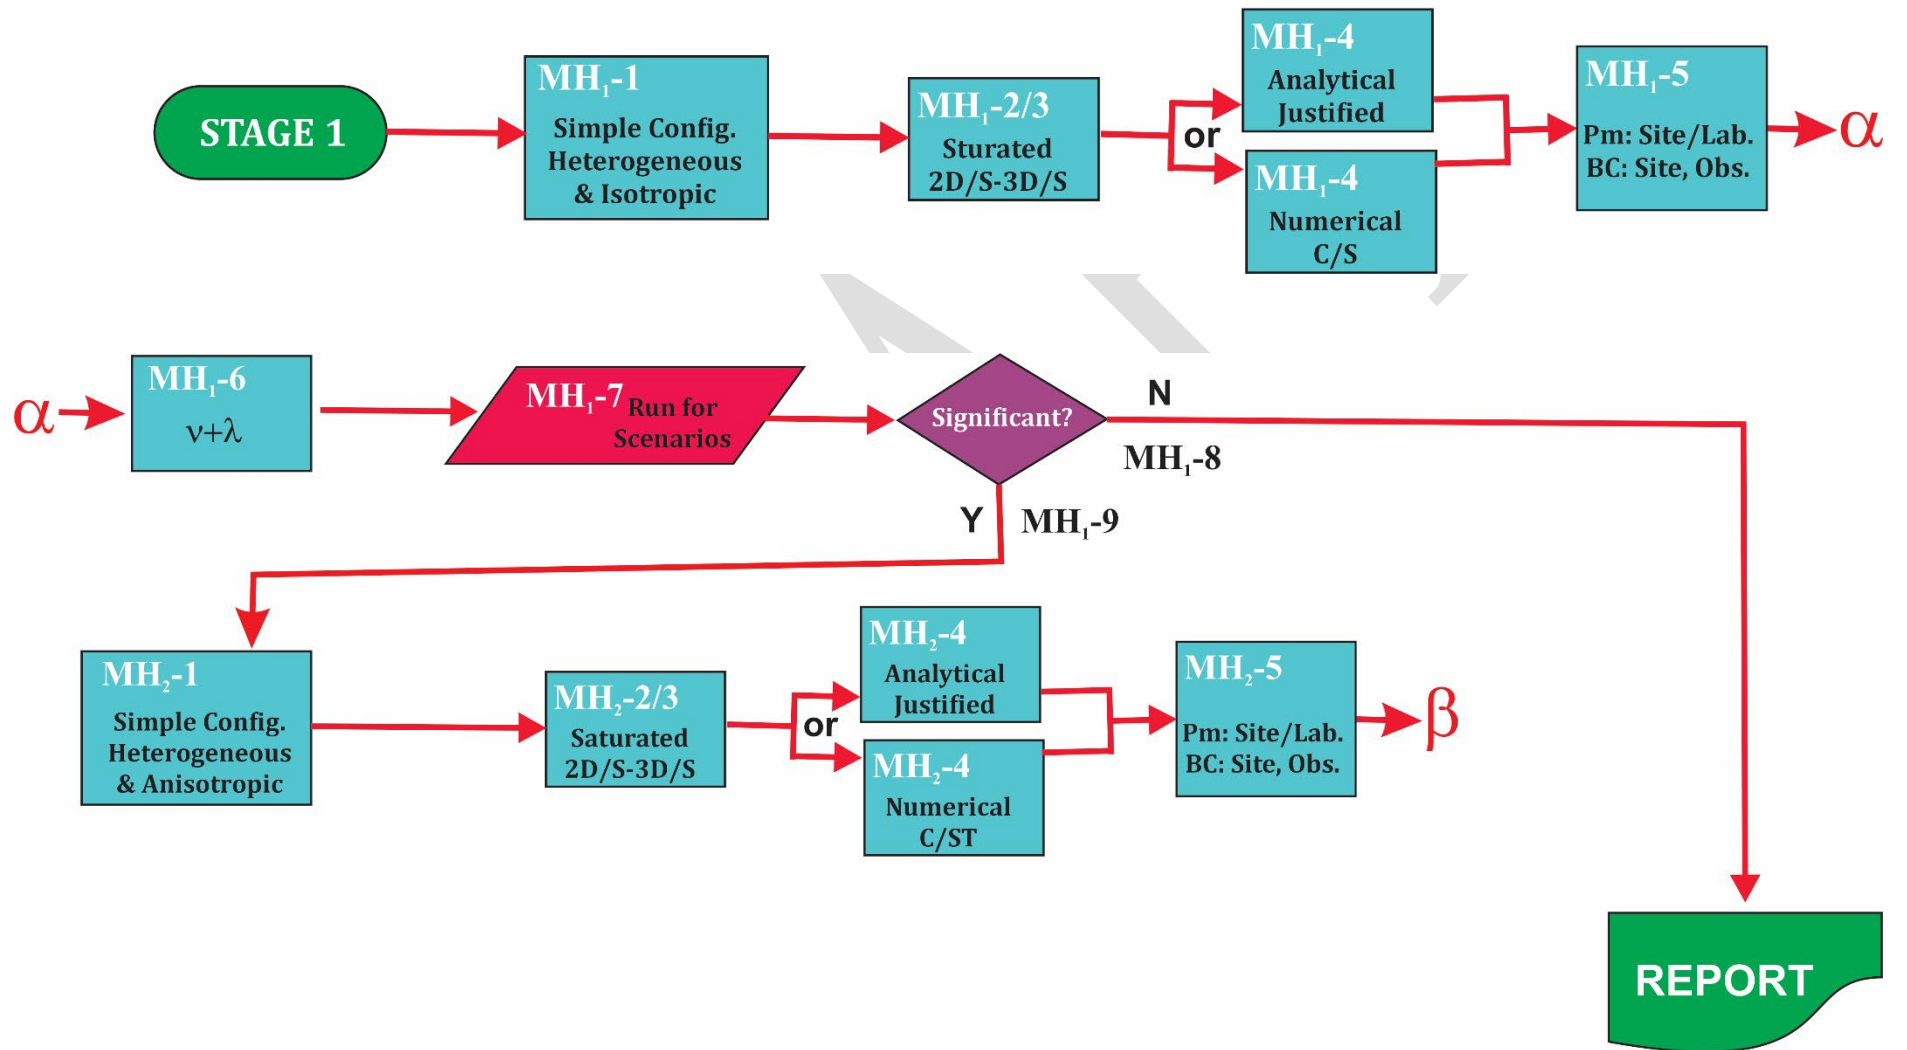 STAGE 1
MH₁-1
Simple Config.
Heterogeneous
& Isotropic
MH₁-2/3
Sturated
2D/S-3D/S
or
MH₁-4
Analytical
Justified
MH₁-4
Numerical
C/S
MH₁-5
Pm: Site/Lab.
BC: Site, Obs.
α
α
MH₁-6
ν+λ
MH₁-7
Run for
Scenarios
Significant?
N
MH₁-8
Y
MH₁-9
MH₂-1
Simple Config.
Heterogeneous
& Anisotropic
MH₂-2/3
Saturated
2D/S-3D/S
or
MH₂-4
Analytical
Justified
MH₂-4
Numerical
C/ST
MH₂-5
Pm: Site/Lab.
BC: Site, Obs.
β
REPORT